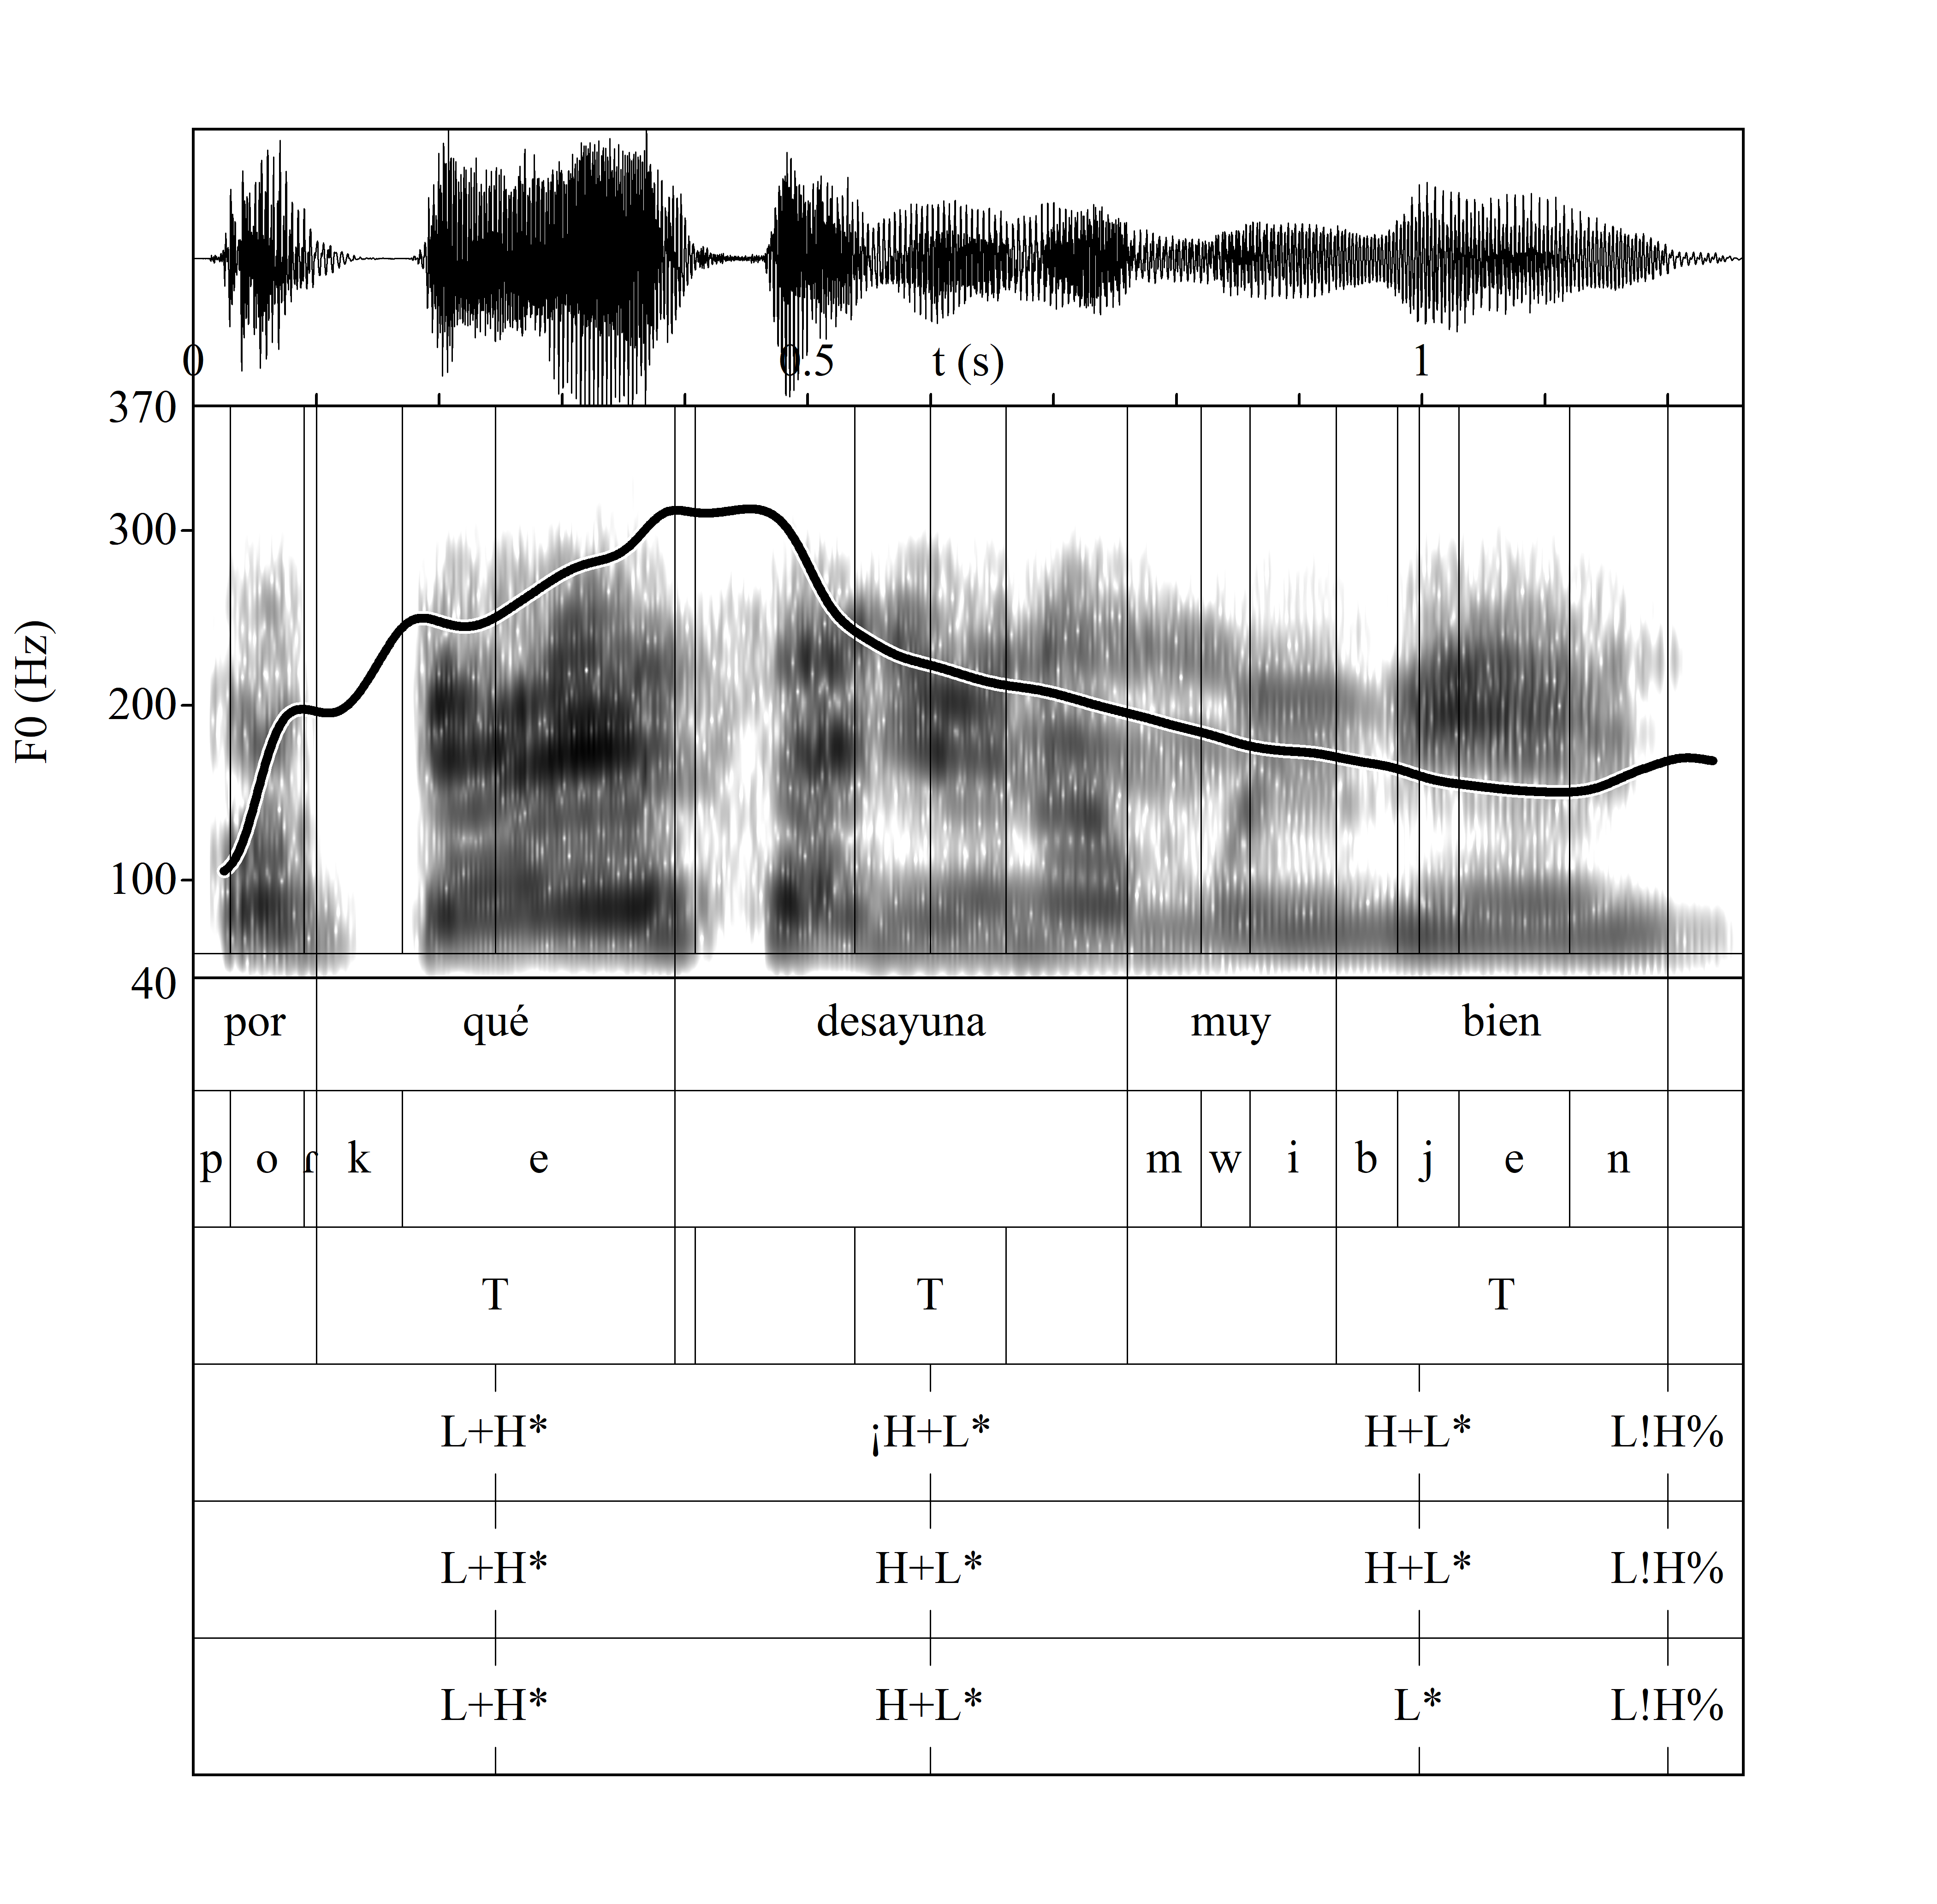 0 0.5 t (s) 1
370
300
200
100
40
F0 (Hz)
por qué desayuna muy bien
p o ɾ k e m w i b j e n
T T T
L+H* ¡H+L* H+L* L!H%
L+H* H+L* H+L* L!H%
L+H* H+L* L* L!H%